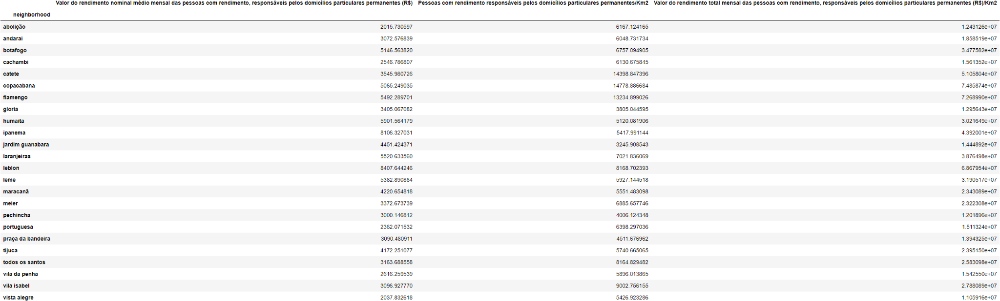 Valor do rendimento nominal médio mensal das pessoas com rendimento, responsáveis pelos domicílios particulares permanentes (R$) Pessoas com rendimento responsáveis pelos domicílios particulares permanentes/Km2 Valor do rendimento total mensal das pessoas com rendimento, responsáveis pelos domicílios particulares permanentes (R$)/Km2
neighborhood
abolição 2015.730597 6167.124165 1.243126e+07
andarai 3072.576839 6048.731734 1.858519e+07
botafogo 5146.563820 6757.094905 3.477582e+07
cachambi 2546.786807 6130.675845 1.561352e+07
catete 3545.980726 14398.847396 5.105804e+07
copacabana 5065.249035 14778.886684 7.485874e+07
flamengo 5492.289701 13234.899026 7.268990e+07
gloria 3405.067082 3805.044595 1.295643e+07
humaita 5901.564179 5120.081906 3.021649e+07
ipanema 8106.327031 5417.991144 4.392001e+07
jardim guanabara 4451.424371 3245.908543 1.444892e+07
laranjeiras 5520.633560 7021.836069 3.876498e+07
leblon 8407.644246 8168.702393 6.867954e+07
leme 5382.890884 5927.144518 3.190517e+07
maracanã 4220.654818 5551.483098 2.343089e+07
meier 3372.673739 6885.657746 2.322308e+07
pechincha 3000.146812 4006.124348 1.201896e+07
portuguesa 2362.071532 6398.297036 1.511324e+07
praça da bandeira 3090.480911 4511.676962 1.394325e+07
tijuca 4172.251077 5740.665065 2.395150e+07
todos os santos 3163.688558 8164.829482 2.583098e+07
vila da penha 2616.259539 5896.013865 1.542550e+07
vila isabel 3096.927770 9002.756155 2.788089e+07
vista alegre 2037.832618 5426.923286 1.105916e+07